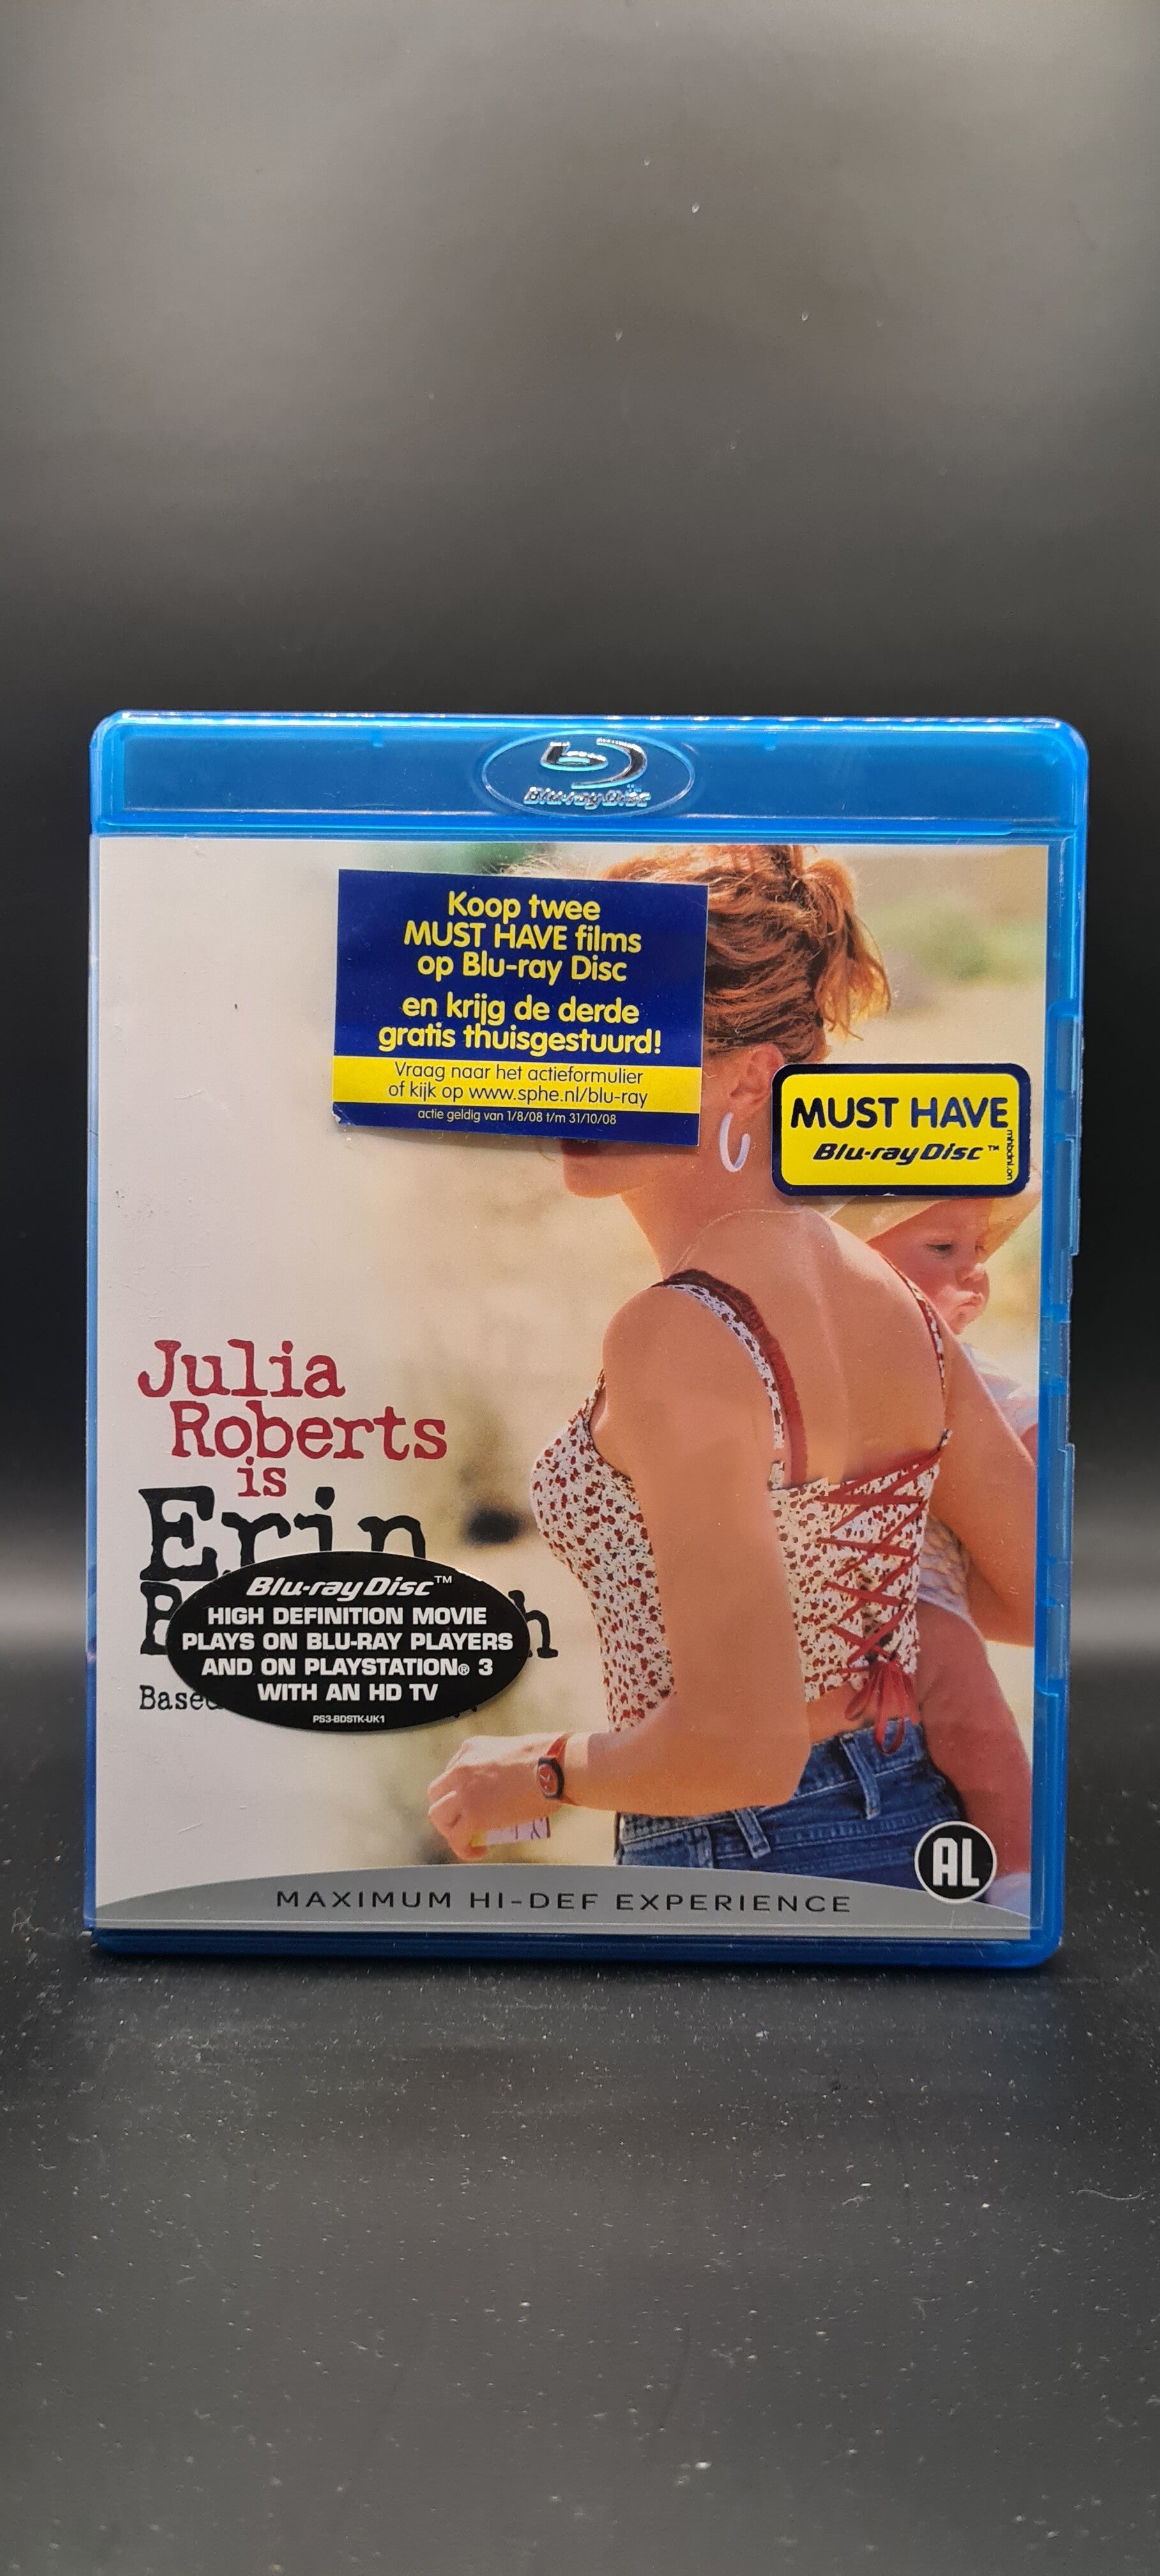 Blu-ray Disc
Koop twee
MUST HAVE films
op Blu-ray Disc
en krijg de derde
gratis thuisgestuurd!
Vraag naar het actieformulier
of kijk op www.sphe.nl/blu-ray
actie geldig van 1/8/08 t/m 31/10/08
MUST HAVE
Blu-ray Disc™
Julia
Roberts
is
Erin
Blu-ray Disc™
HIGH DEFINITION MOVIE
PLAYS ON BLU-RAY PLAYERS
AND ON PLAYSTATION® 3
WITH AN HD TV
PS3-BDSTK-UK1
AL
MAXIMUM HI-DEF EXPERIENCE